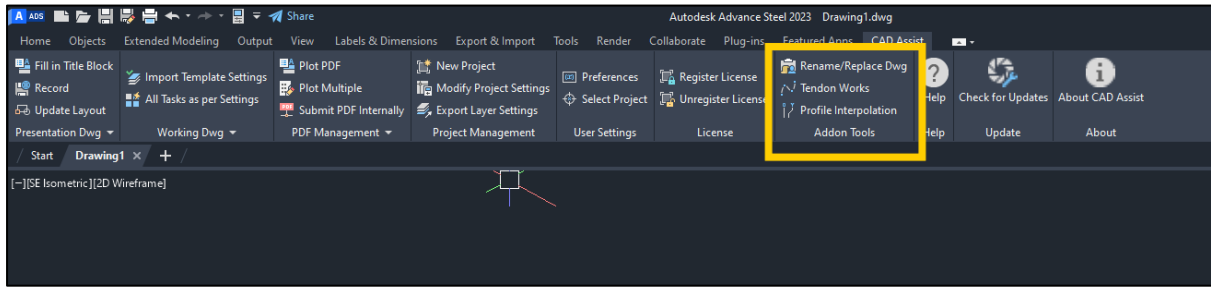 A ADS Share Autodesk Advance Steel 2023 Drawing1.dwg
Home Objects Extended Modeling Output View Labels & Dimensions Export & Import Tools Render Collaborate Plug-ins Featured Apps CAD Assist
Fill in Title Block Import Template Settings Plot PDF New Project Preferences Register License Rename/Replace Dwg
Record All Tasks as per Settings Plot Multiple Modify Project Settings Select Project Unregister License Tendon Works Help Check for Updates About CAD Assist
Update Layout Submit PDF Internally Export Layer Settings Profile Interpolation
Presentation Dwg Working Dwg PDF Management Project Management User Settings License Addon Tools Help Update About
Start Drawing1
[−][SE Isometric][2D Wireframe]